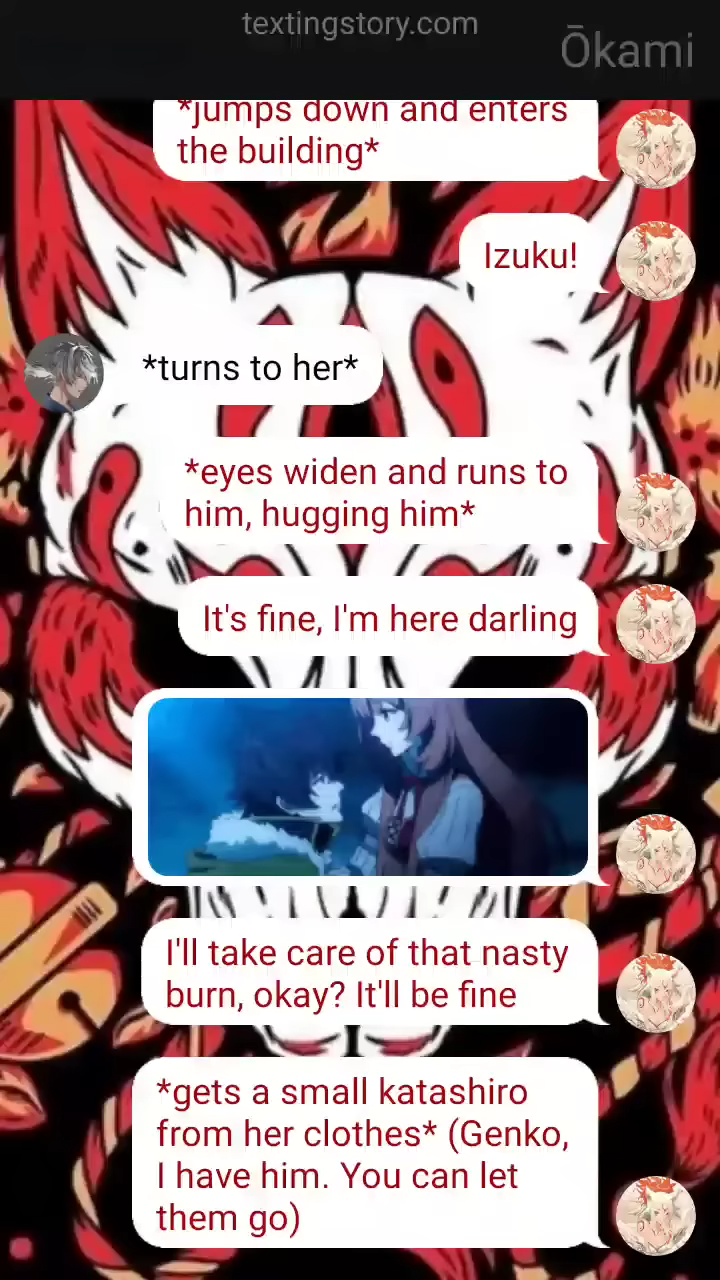 textingstory.com
Ōkami
*jumps down and enters
the building*
Izuku!
*turns to her*
*eyes widen and runs to
him, hugging him*
It's fine, I'm here darling
I'll take care of that nasty
burn, okay? It'll be fine
*gets a small katashiro
from her clothes* (Genko,
I have him. You can let
them go)